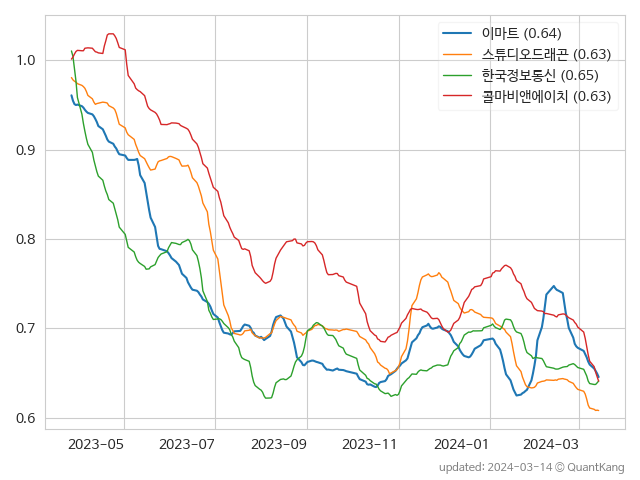 이마트 (0.64)
스튜디오드래곤 (0.63)
한국정보통신 (0.65)
콜마비앤에이치 (0.63)
1.0
0.9
0.8
0.7
0.6
2023-05 2023-07 2023-09 2023-11 2024-01 2024-03
updated: 2024-03-14 © QuantKang